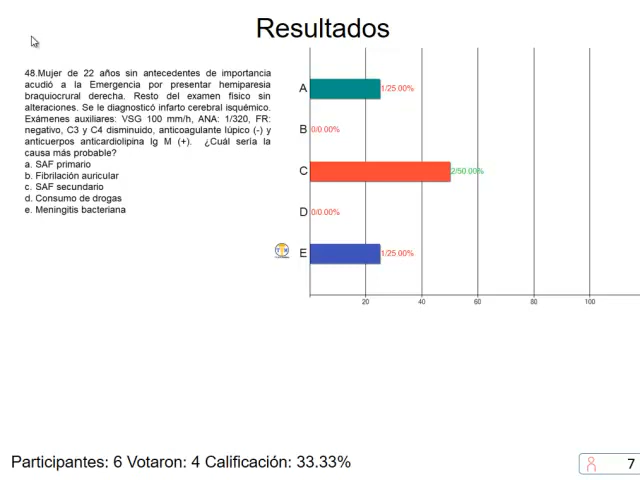 Resultados
48.Mujer de 22 años sin antecedentes de importancia
acudió a la Emergencia por presentar hemiparesia
braquiocrural derecha. Resto del examen fisico sin
alteraciones. Se le diagnosticó infarto cerebral isquémico.
Exámenes auxiliares: VSG 100 mm/h, ANA: 1/320, FR:
negativo, C3 y C4 disminuido, anticoagulante lúpico (-) y
anticuerpos anticardiolipina Ig M (+). ¿Cuál sería la
causa más probable?
a. SAF primario
b. Fibrilación auricular
c. SAF secundario
d. Consumo de drogas
e. Meningitis bacteriana
A 1/25.00%
B 0/0.00%
C 2/50.00%
D 0/0.00%
E 1/25.00%
20 40 60 80 100
Participantes: 6 Votaron: 4 Calificación: 33.33%
7